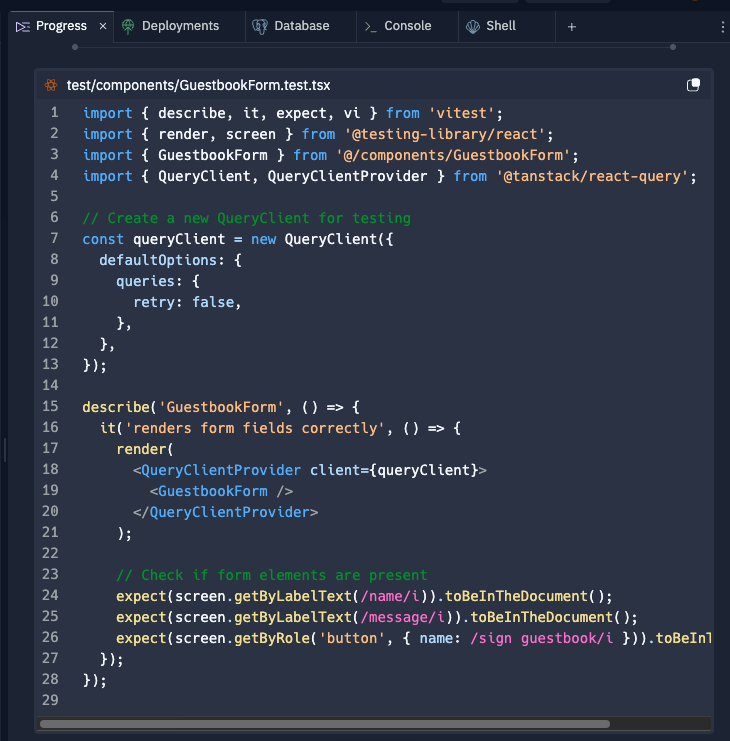 Progress × Deployments Database >_ Console Shell +
test/components/GuestbookForm.test.tsx
1 import { describe, it, expect, vi } from 'vitest';
2 import { render, screen } from '@testing-library/react';
3 import { GuestbookForm } from '@/components/GuestbookForm';
4 import { QueryClient, QueryClientProvider } from '@tanstack/react-query';
5
6 // Create a new QueryClient for testing
7 const queryClient = new QueryClient({
8   defaultOptions: {
9     queries: {
10       retry: false,
11     },
12   },
13 });
14
15 describe('GuestbookForm', () => {
16   it('renders form fields correctly', () => {
17     render(
18       <QueryClientProvider client={queryClient}>
19         <GuestbookForm />
20       </QueryClientProvider>
21     );
22
23     // Check if form elements are present
24     expect(screen.getByLabelText(/name/i)).toBeInTheDocument();
25     expect(screen.getByLabelText(/message/i)).toBeInTheDocument();
26     expect(screen.getByRole('button', { name: /sign guestbook/i })).toBeIn
27   });
28 });
29